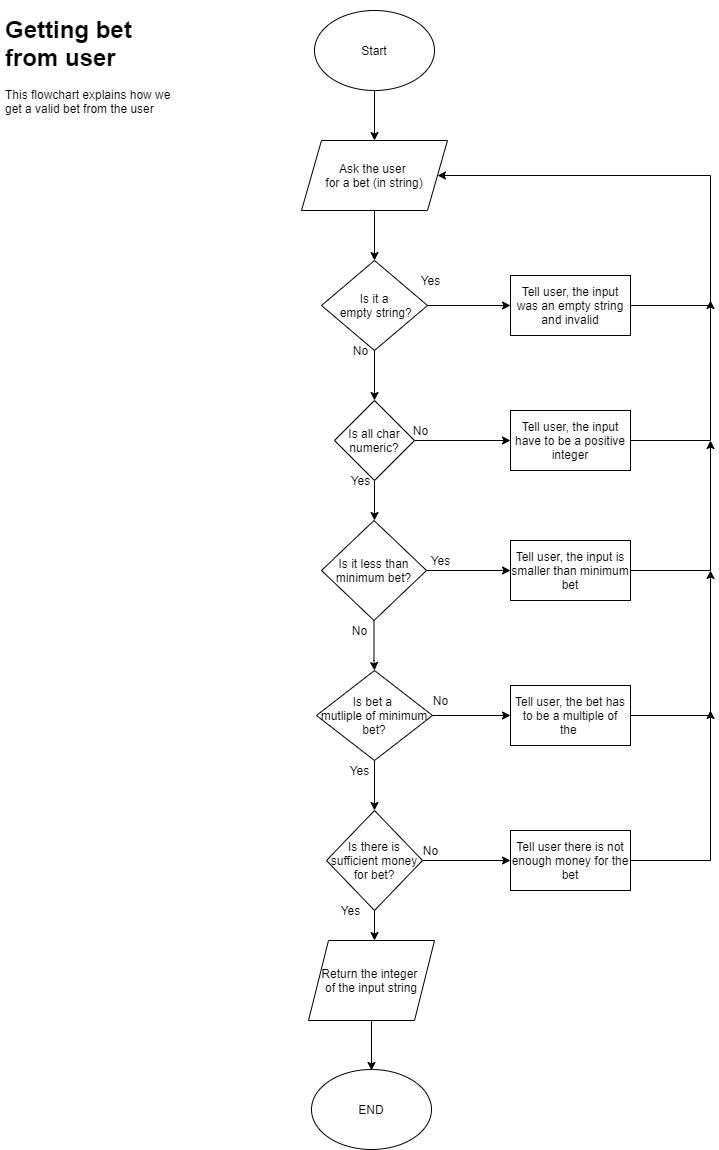 Getting bet
from user
This flowchart explains how we
get a valid bet from the user
Start
Ask the user
for a bet (in string)
Is it a
empty string?
Yes
Tell user, the input
was an empty string
and invalid
No
Is all char
numeric?
No
Tell user, the input
have to be a positive
integer
Yes
Is it less than
minimum bet?
Yes
Tell user, the input is
smaller than minimum
bet
No
Is bet a
mutliple of minimum
bet?
No
Tell user, the bet has
to be a multiple of
the
Yes
Is there is
sufficient money
for bet?
No
Tell user there is not
enough money for the
bet
Yes
Return the integer
of the input string
END